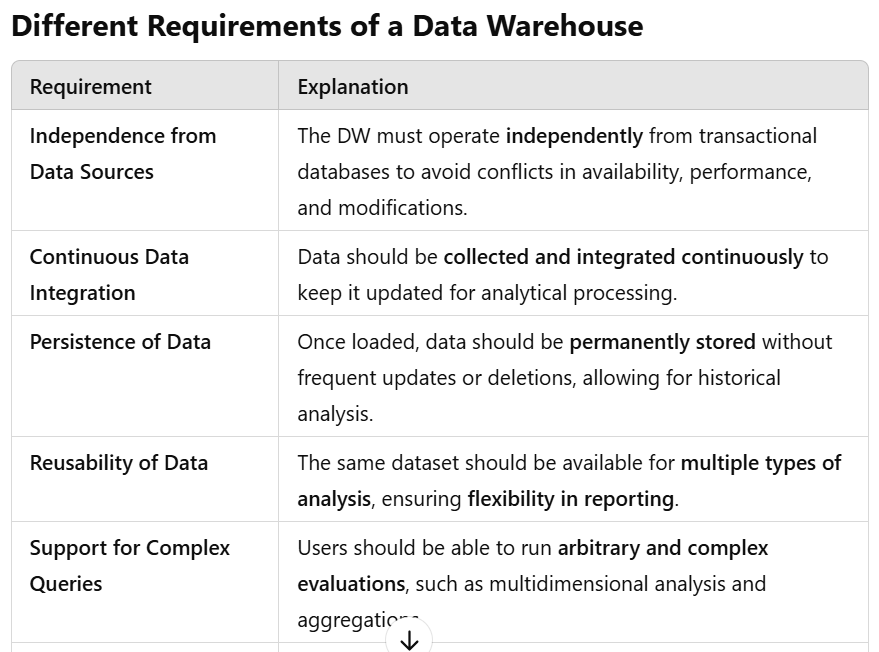 Different Requirements of a Data Warehouse
Requirement
Explanation
Independence from
Data Sources
The DW must operate independently from transactional
databases to avoid conflicts in availability, performance,
and modifications.
Continuous Data
Integration
Data should be collected and integrated continuously to
keep it updated for analytical processing.
Persistence of Data
Once loaded, data should be permanently stored without
frequent updates or deletions, allowing for historical
analysis.
Reusability of Data
The same dataset should be available for multiple types of
analysis, ensuring flexibility in reporting.
Support for Complex
Queries
Users should be able to run arbitrary and complex
evaluations, such as multidimensional analysis and
aggregations.